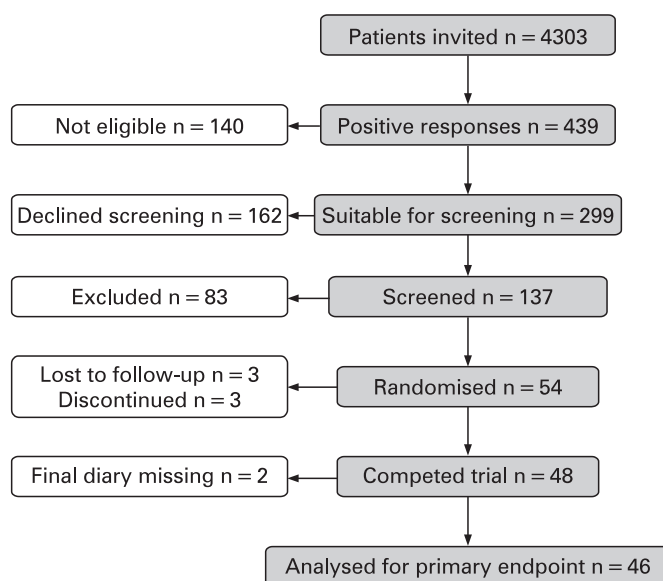 Patients invited n = 4303
Not eligible n = 140
Positive responses n = 439
Declined screening n = 162
Suitable for screening n = 299
Excluded n = 83
Screened n = 137
Lost to follow-up n = 3
Discontinued n = 3
Randomised n = 54
Final diary missing n = 2
Competed trial n = 48
Analysed for primary endpoint n = 46